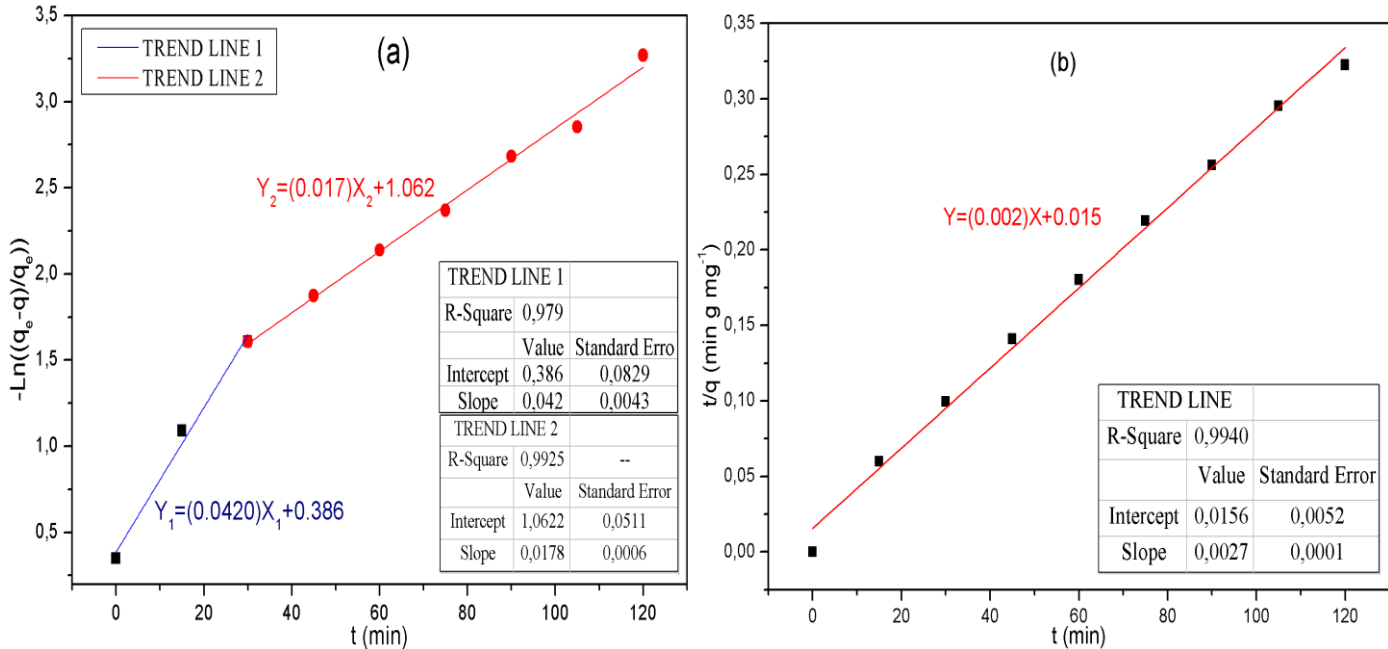 TREND LINE 1
TREND LINE 2
(a)
3,5
3,0
2,5
2,0
1,5
1,0
0,5
-Ln((qₑ-q)/qₑ))
Y₂=(0.017)X₂+1.062
Y₁=(0.0420)X₁+0.386
TREND LINE 1
R-Square 0,979
Value Standard Erro
Intercept 0,386 0,0829
Slope 0,042 0,0043
TREND LINE 2
R-Square 0,9925 --
Value Standard Error
Intercept 1,0622 0,0511
Slope 0,0178 0,0006
0 20 40 60 80 100 120
t (min)
(b)
0,35
0,30
0,25
0,20
0,15
0,10
0,05
0,00
t/q (min g mg⁻¹)
Y=(0.002)X+0.015
TREND LINE
R-Square 0,9940
Value Standard Error
Intercept 0,0156 0,0052
Slope 0,0027 0,0001
0 20 40 60 80 100 120
t (min)